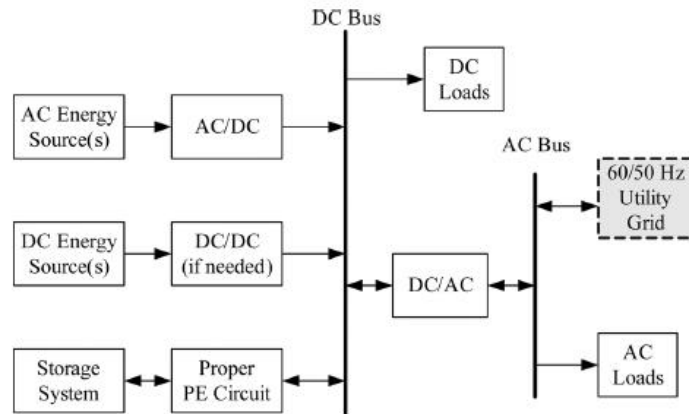 DC Bus
DC
Loads
AC Energy
Source(s)
AC/DC
AC Bus
60/50 Hz
Utility
Grid
DC Energy
Source(s)
DC/DC
(if needed)
DC/AC
Storage
System
Proper
PE Circuit
AC
Loads